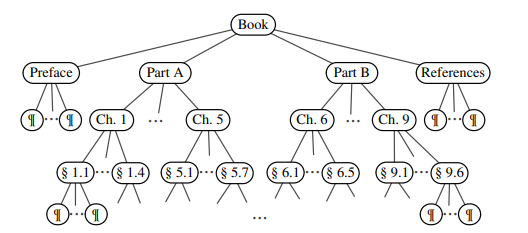 Book
Preface Part A Part B References
¶ ··· ¶ Ch. 1 ··· Ch. 5 Ch. 6 ··· Ch. 9 ¶ ··· ¶
§ 1.1 ··· § 1.4 § 5.1 ··· § 5.7 § 6.1 ··· § 6.5 § 9.1 ··· § 9.6
¶ ··· ¶ ··· ¶ ··· ¶